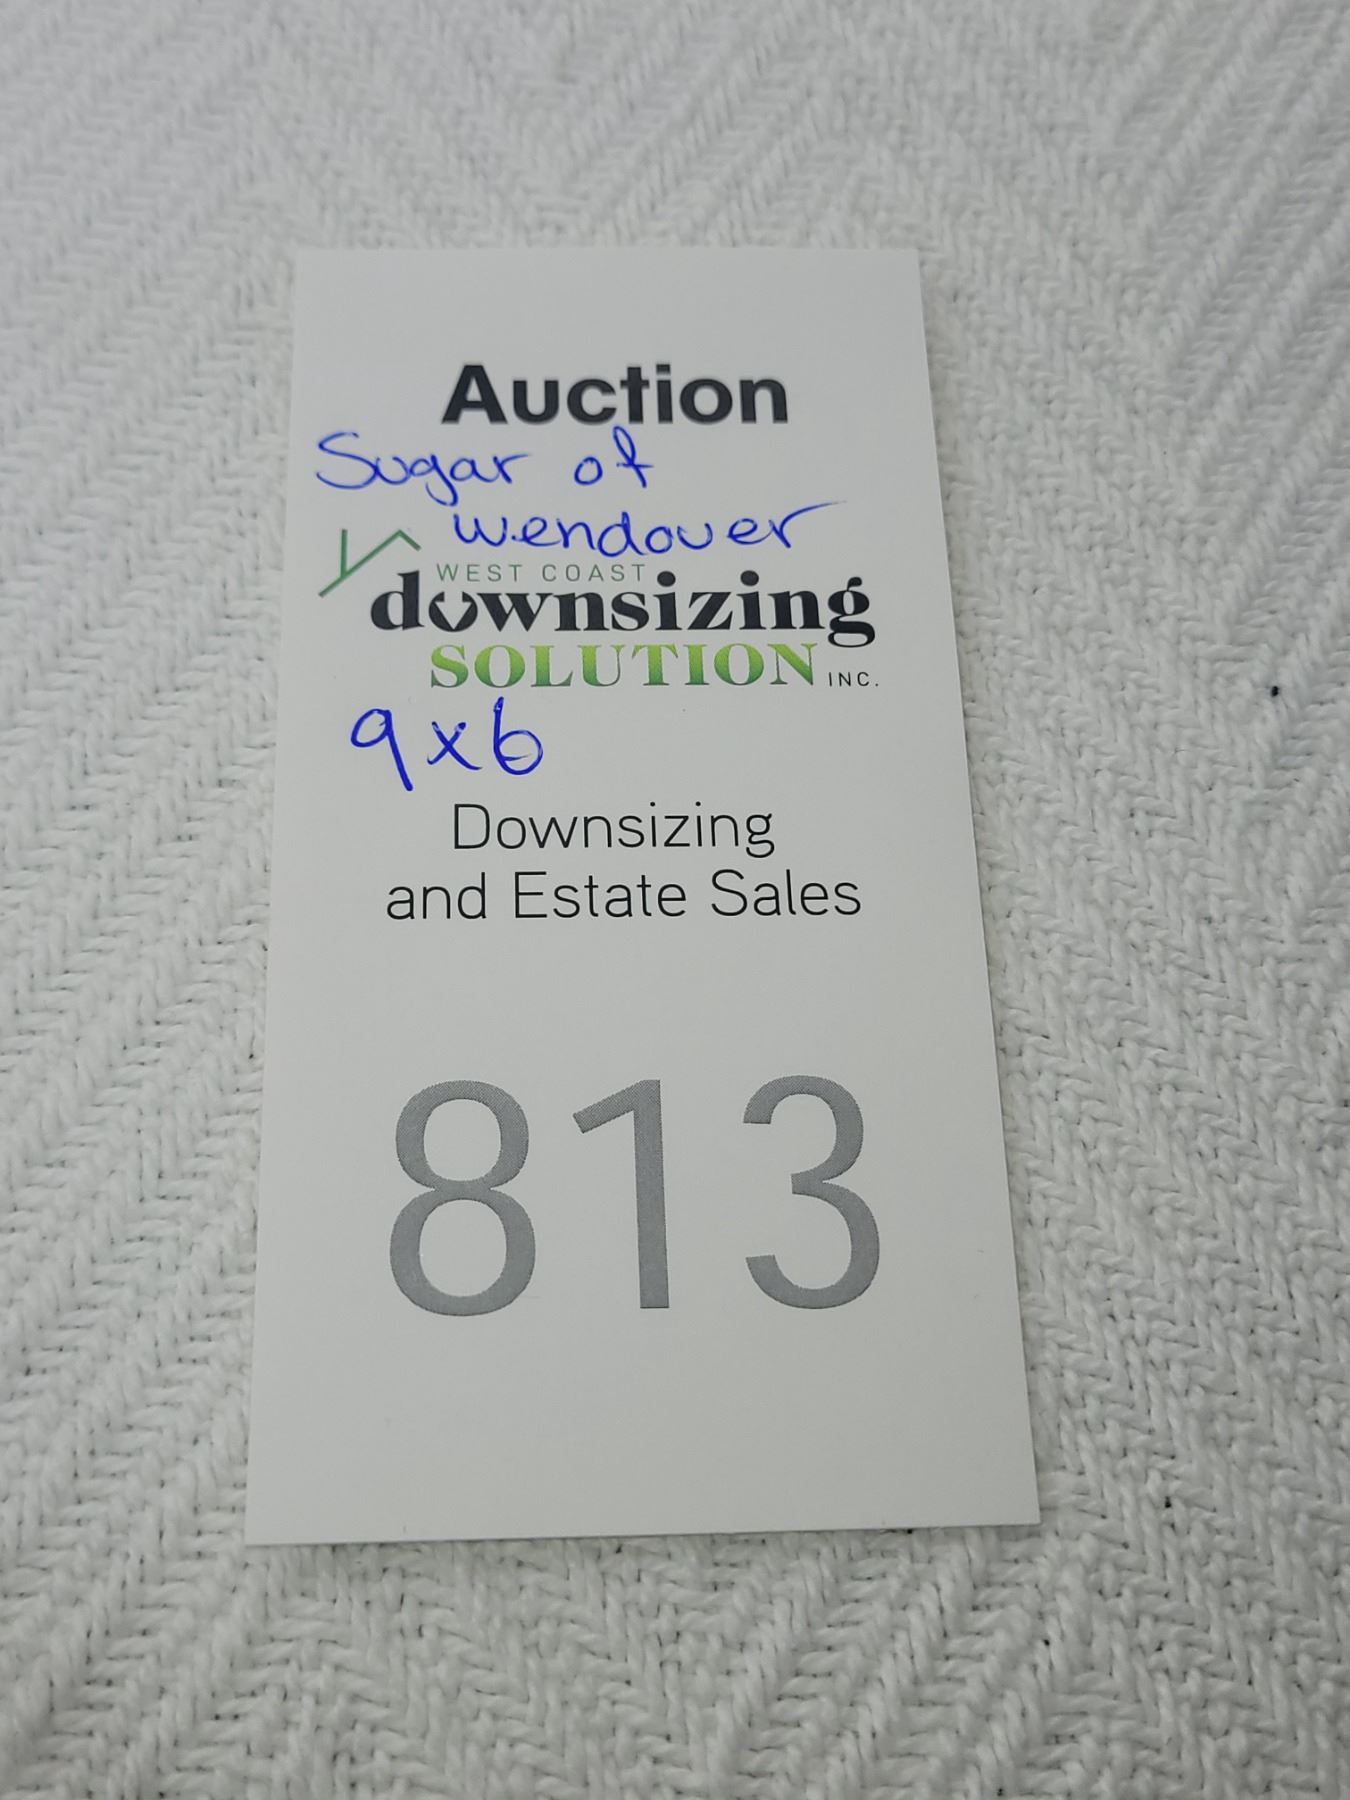 Auction
Sugar of
wendover
WEST COAST
downsizing
SOLUTION INC.
9x6
Downsizing
and Estate Sales
813